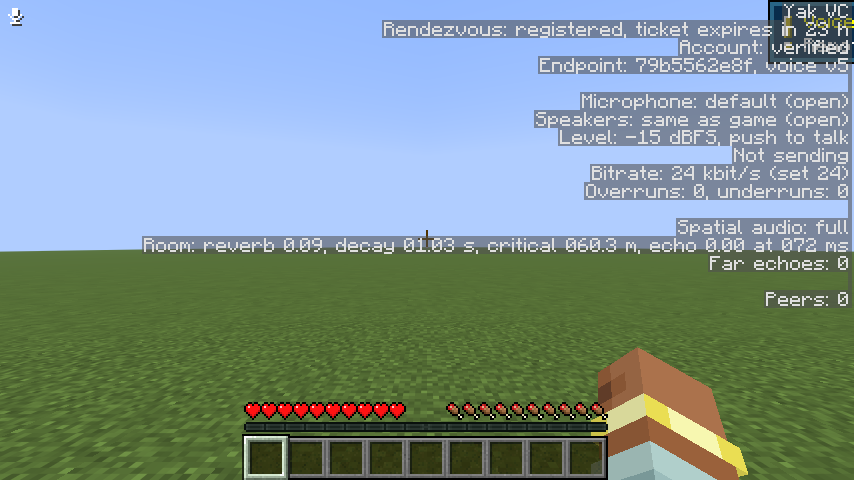 Yak VC
Voice
Rendezvous: registered, ticket expires in 23 h
Account: verified
Endpoint: 79b5562e8f, voice v5
Microphone: default (open)
Speakers: same as game (open)
Level: -15 dBFS, push to talk
Not sending
Bitrate: 24 kbit/s (set 24)
Overruns: 0, underruns: 0
Spatial audio: full
Room: reverb 0.09, decay 01.03 s, critical 060.3 m, echo 0.00 at 072 ms
Far echoes: 0
Peers: 0